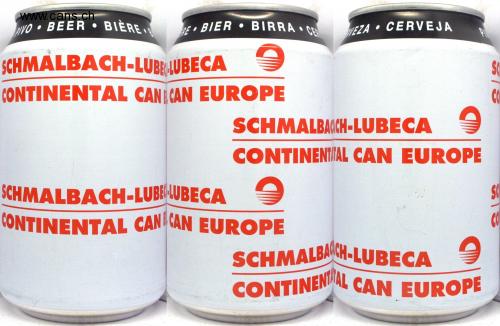 www.cans.ch
PIVO • BEER • BIÈRE •
• BIER • BIRRA •
• CERVEJA •
SCHMALBACH-LUBECA
CONTINENTAL CAN EUROPE
SCHMALBACH-LUBECA
CONTINENTAL CAN EUROPE
SCHMALBACH-LUBECA
CONTINENTAL CAN EUROPE
SCHMALBACH-LUBECA
CONTINENTAL CAN EUROPE